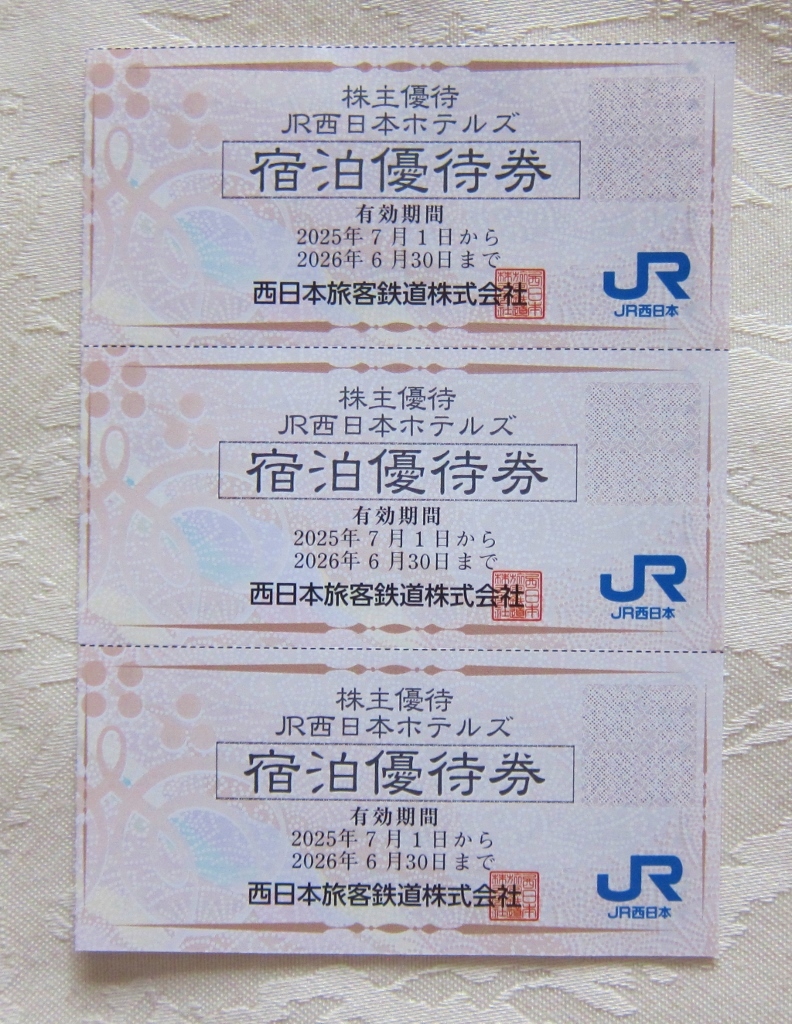 株主優待
JR西日本ホテルズ
宿泊優待券
有効期間
2025年7月1日から
2026年6月30日まで
西日本旅客鉄道株式会社
JR
JR西日本
株主優待
JR西日本ホテルズ
宿泊優待券
有効期間
2025年7月1日から
2026年6月30日まで
西日本旅客鉄道株式会社
JR
JR西日本
株主優待
JR西日本ホテルズ
宿泊優待券
有効期間
2025年7月1日から
2026年6月30日まで
西日本旅客鉄道株式会社
JR
JR西日本